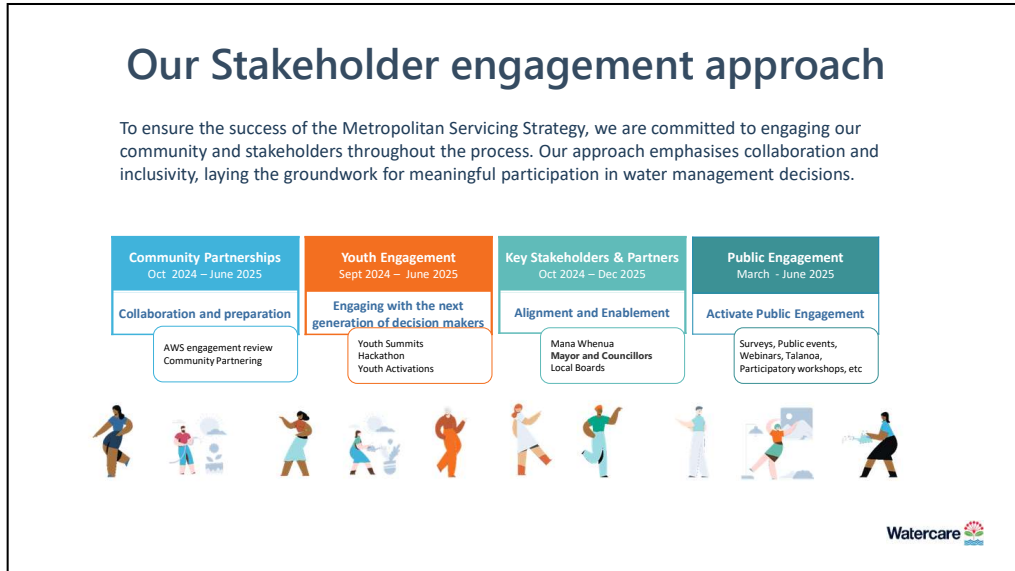 Our Stakeholder engagement approach
To ensure the success of the Metropolitan Servicing Strategy, we are committed to engaging our
community and stakeholders throughout the process. Our approach emphasises collaboration and
inclusivity, laying the groundwork for meaningful participation in water management decisions.
Community Partnerships
Oct 2024 – June 2025
Collaboration and preparation
AWS engagement review
Community Partnering
Youth Engagement
Sept 2024 – June 2025
Engaging with the next
generation of decision makers
Youth Summits
Hackathon
Youth Activations
Key Stakeholders & Partners
Oct 2024 – Dec 2025
Alignment and Enablement
Mana Whenua
Mayor and Councillors
Local Boards
Public Engagement
March - June 2025
Activate Public Engagement
Surveys, Public events,
Webinars, Talanoa,
Participatory workshops, etc
Watercare